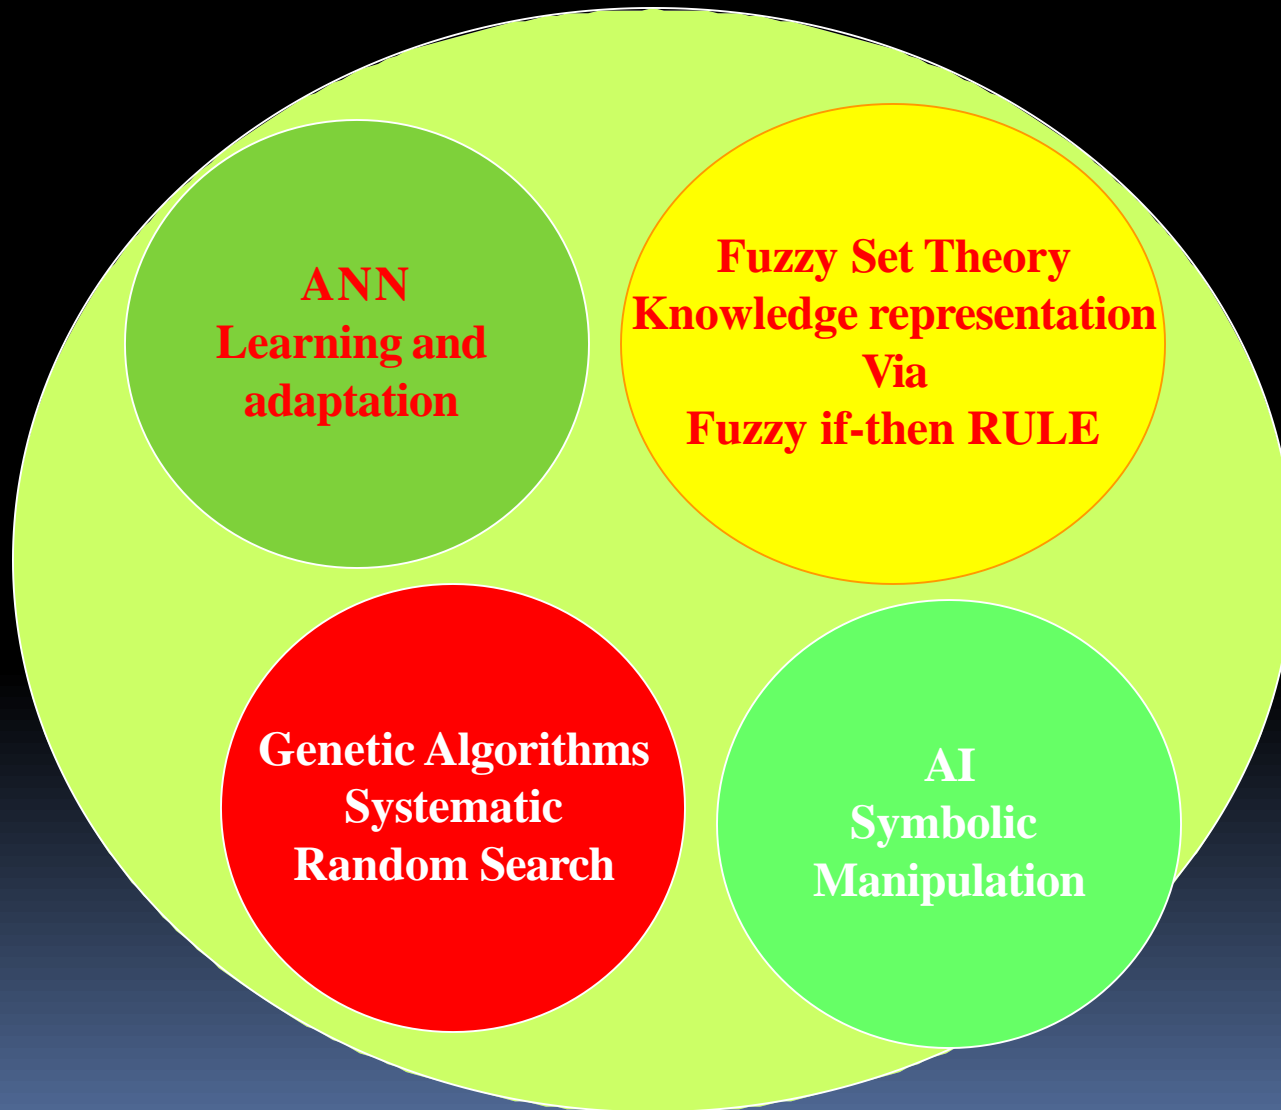 ANN
Learning and
adaptation
Fuzzy Set Theory
Knowledge representation
Via
Fuzzy if-then RULE
Genetic Algorithms
Systematic
Random Search
AI
Symbolic
Manipulation